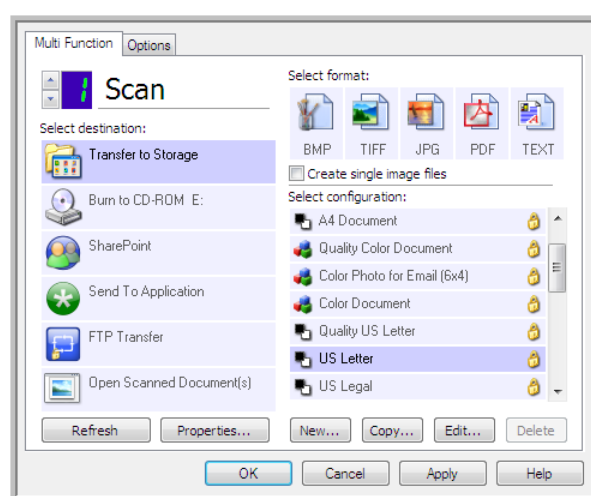 Multi Function
Options
1 Scan
Select destination:
Transfer to Storage
Burn to CD-ROM E:
SharePoint
Send To Application
FTP Transfer
Open Scanned Document(s)
Refresh
Properties...
Select format:
BMP TIFF JPG PDF TEXT
Create single image files
Select configuration:
A4 Document
Quality Color Document
Color Photo for Email (6x4)
Color Document
Quality US Letter
US Letter
US Legal
New... Copy... Edit... Delete
OK Cancel Apply Help